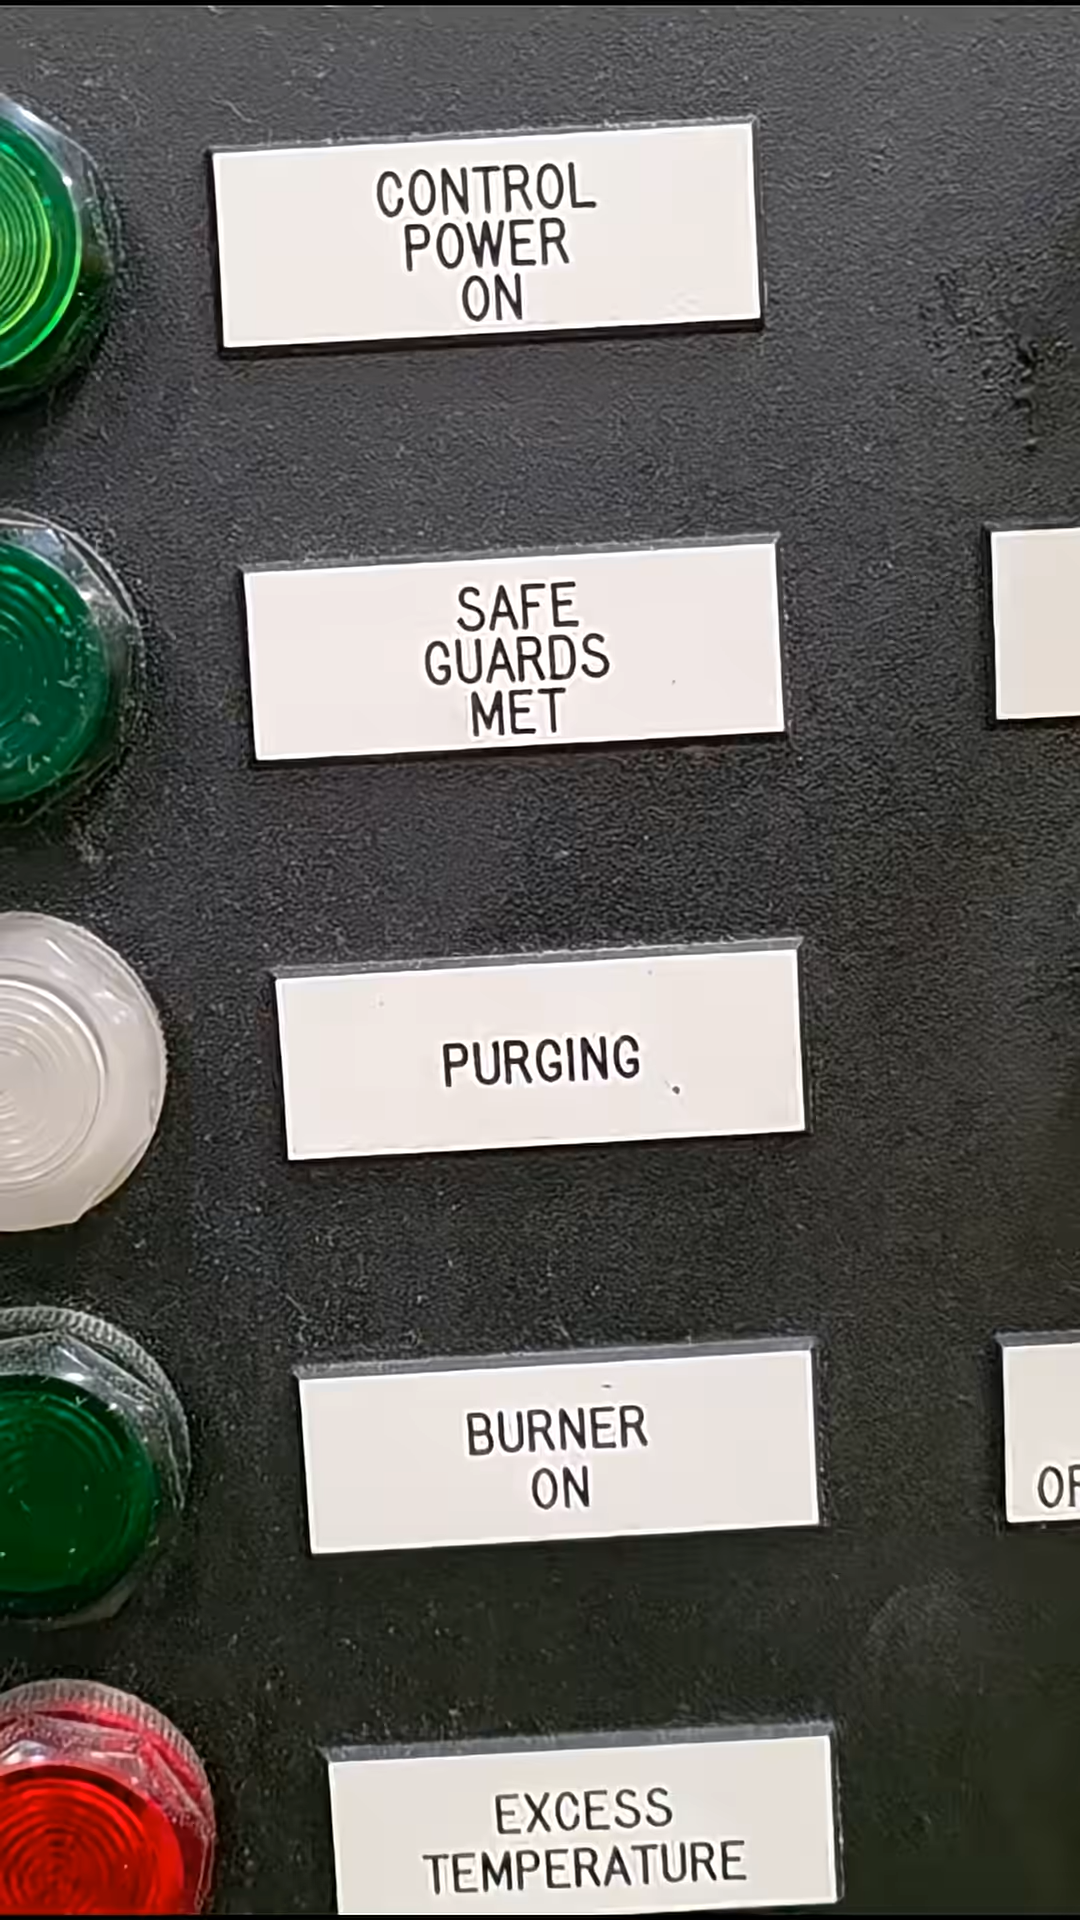 CONTROL
POWER
ON
SAFE
GUARDS
MET
PURGING
BURNER
ON
EXCESS
TEMPERATURE